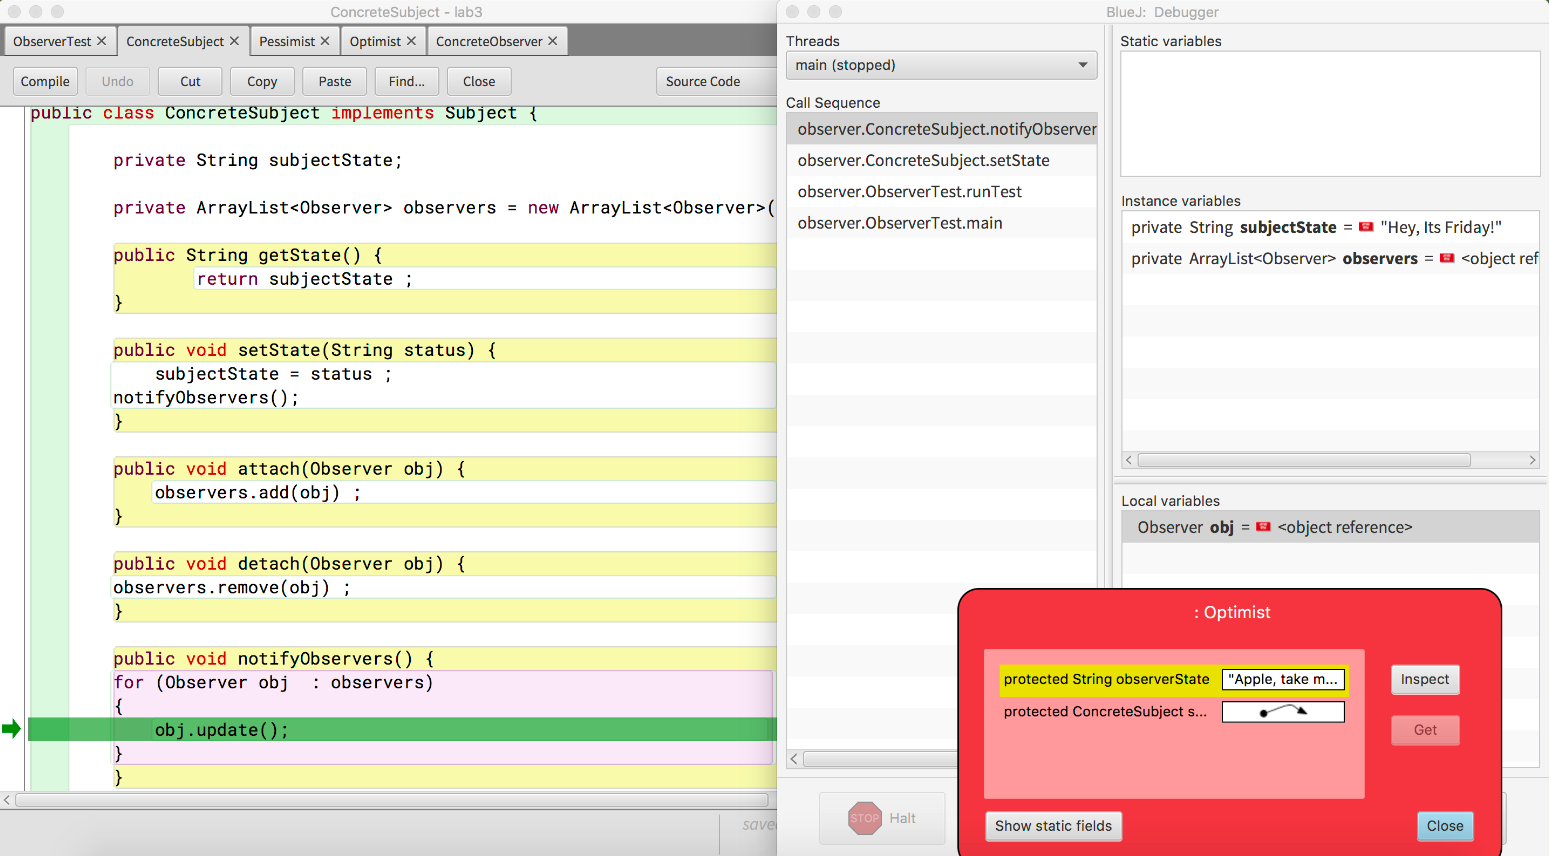 ConcreteSubject - lab3
ObserverTest
ConcreteSubject
Pessimist
Optimist
ConcreteObserver
Compile
Undo
Cut
Copy
Paste
Find...
Close
Source Code
public class ConcreteSubject implements Subject {
private String subjectState;
private ArrayList<Observer> observers = new ArrayList<Observer>(
public String getState() {
return subjectState ;
}
public void setState(String status) {
subjectState = status ;
notifyObservers();
}
public void attach(Observer obj) {
observers.add(obj) ;
}
public void detach(Observer obj) {
observers.remove(obj) ;
}
public void notifyObservers() {
for (Observer obj  : observers)
{
obj.update();
}
}
saved
BlueJ:  Debugger
Threads
main (stopped)
Call Sequence
observer.ConcreteSubject.notifyObserver
observer.ConcreteSubject.setState
observer.ObserverTest.runTest
observer.ObserverTest.main
STOP
Halt
Static variables
Instance variables
private String subjectState = "Hey, Its Friday!"
private ArrayList<Observer> observers = <object ref
Local variables
Observer obj = <object reference>
: Optimist
protected String observerState
"Apple, take m...
protected ConcreteSubject s...
Inspect
Get
Show static fields
Close